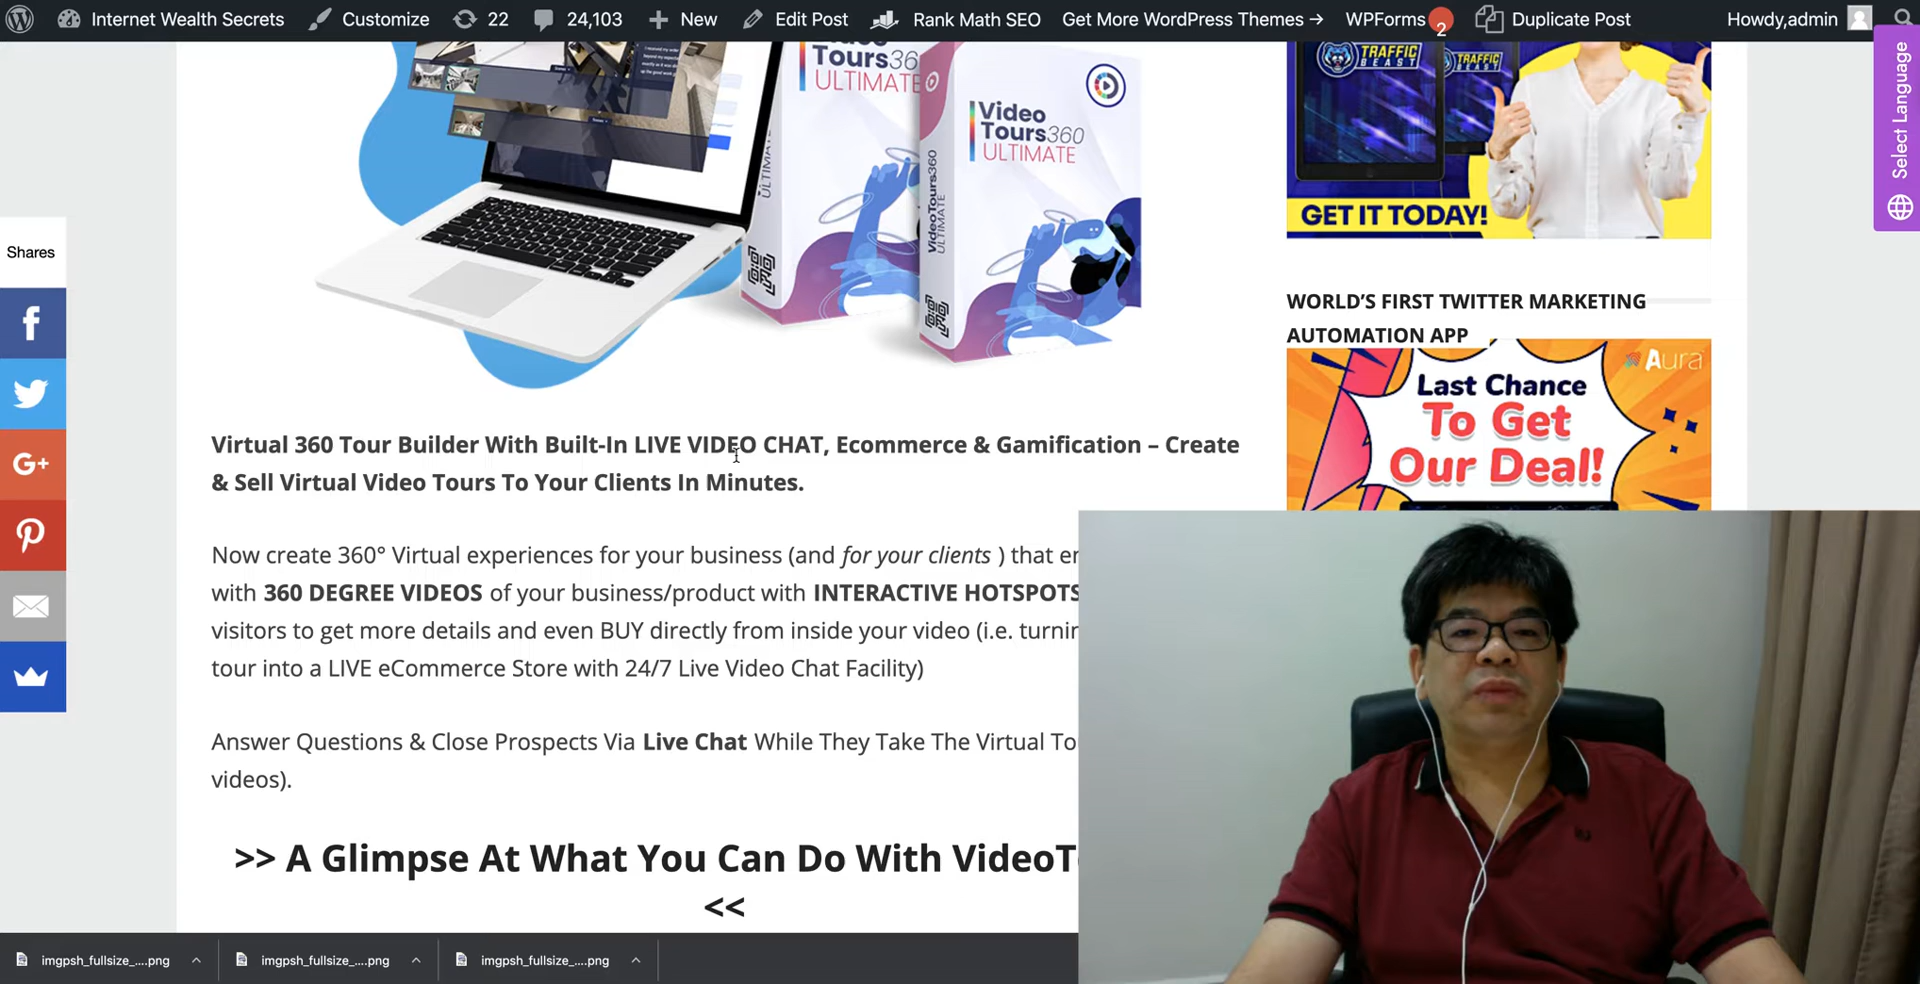 Internet Wealth Secrets
Customize
22
24,103
New
Edit Post
Rank Math SEO
Get More WordPress Themes →
WPForms
2
Duplicate Post
Howdy,admin
Select Language
Tours36
ULTIMATE
ULTIMATE
Video
Tours360
ULTIMATE
VideoTours360
ULTIMATE
TRAFFIC
BEAST
TRAFFIC
BEAST
GET IT TODAY!
Shares
WORLD'S FIRST TWITTER MARKETING
AUTOMATION APP
Aura
Last Chance
To Get
Our Deal!
Virtual 360 Tour Builder With Built-In LIVE VIDEO CHAT, Ecommerce & Gamification – Create
& Sell Virtual Video Tours To Your Clients In Minutes.
Now create 360° Virtual experiences for your business (and for your clients ) that
with 360 DEGREE VIDEOS of your business/product with INTERACTIVE HOTSPOTS
visitors to get more details and even BUY directly from inside your video (i.e. turnin
tour into a LIVE eCommerce Store with 24/7 Live Video Chat Facility)
Answer Questions & Close Prospects Via Live Chat While They Take The Virtual To
videos).
>> A Glimpse At What You Can Do With VideoT
<<
imgpsh_fullsize_....png
imgpsh_fullsize_....png
imgpsh_fullsize_....png